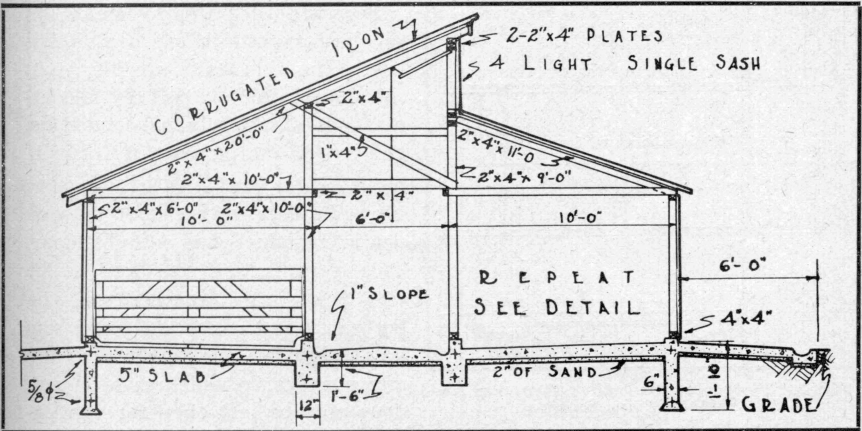 CORRUGATED IRON
2-2"x4" PLATES
4 LIGHT SINGLE SASH
2"x4"
2"x4"x20'-0"
1"x4"
2"x4"x11'-0
2"x4"x10'-0"
2"x4"x9'-0"
2"x4"
2"x4"x6'-0"
2"x4"x10'-0"
10'-0"
6'-0"
10'-0"
6'-0"
REPEAT
SEE DETAIL
1" SLOPE
4"x4"
5" SLAB
2" OF SAND
5/8 φ
12"
1'-6"
6"
1'-10"
GRADE